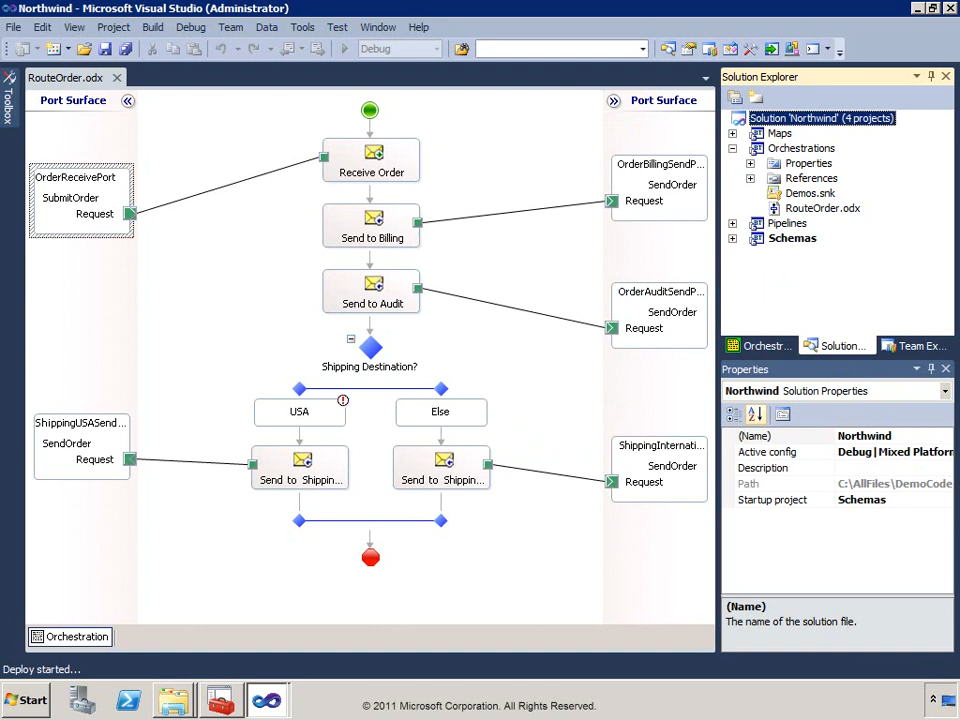 Northwind - Microsoft Visual Studio (Administrator)
File Edit View Project Build Debug Team Data Tools Test Window Help
Debug
RouteOrder.odx
Toolbox
Port Surface
Port Surface
OrderReceivePort
SubmitOrder
Request
Receive Order
OrderBillingSendP...
SendOrder
Request
Send to Billing
Send to Audit
OrderAuditSendP...
SendOrder
Request
Shipping Destination?
USA
Else
ShippingUSASend...
SendOrder
Request
Send to Shippin...
Send to Shippin...
ShippingInternati...
SendOrder
Request
Orchestration
Solution Explorer
Solution 'Northwind' (4 projects)
Maps
Orchestrations
Properties
References
Demos.snk
RouteOrder.odx
Pipelines
Schemas
Orchestr... Solution... Team Ex...
Properties
Northwind Solution Properties
(Name) Northwind
Active config Debug|Mixed Platform
Description
Path C:\AllFiles\DemoCode
Startup project Schemas
(Name)
The name of the solution file.
Deploy started...
Start
© 2011 Microsoft Corporation. All Rights Reserved.